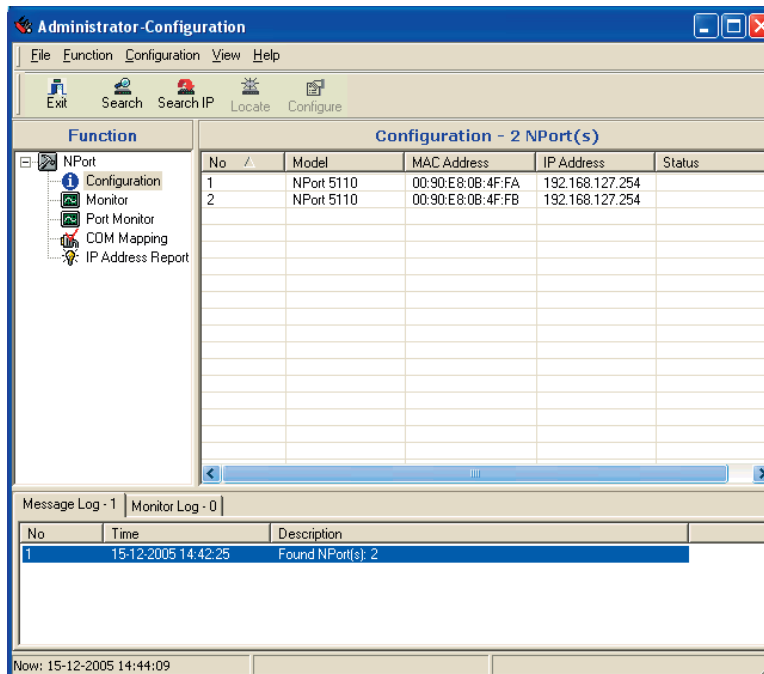 Administrator-Configuration
File Function Configuration View Help
Exit Search Search IP Locate Configure
Function
Configuration - 2 NPort(s)
NPort
Configuration
Monitor
Port Monitor
COM Mapping
IP Address Report
No Model MAC Address IP Address Status
1 NPort 5110 00:90:E8:0B:4F:FA 192.168.127.254
2 NPort 5110 00:90:E8:0B:4F:FB 192.168.127.254
Message Log - 1 Monitor Log - 0
No Time Description
1 15-12-2005 14:42:25 Found NPort(s): 2
Now: 15-12-2005 14:44:09